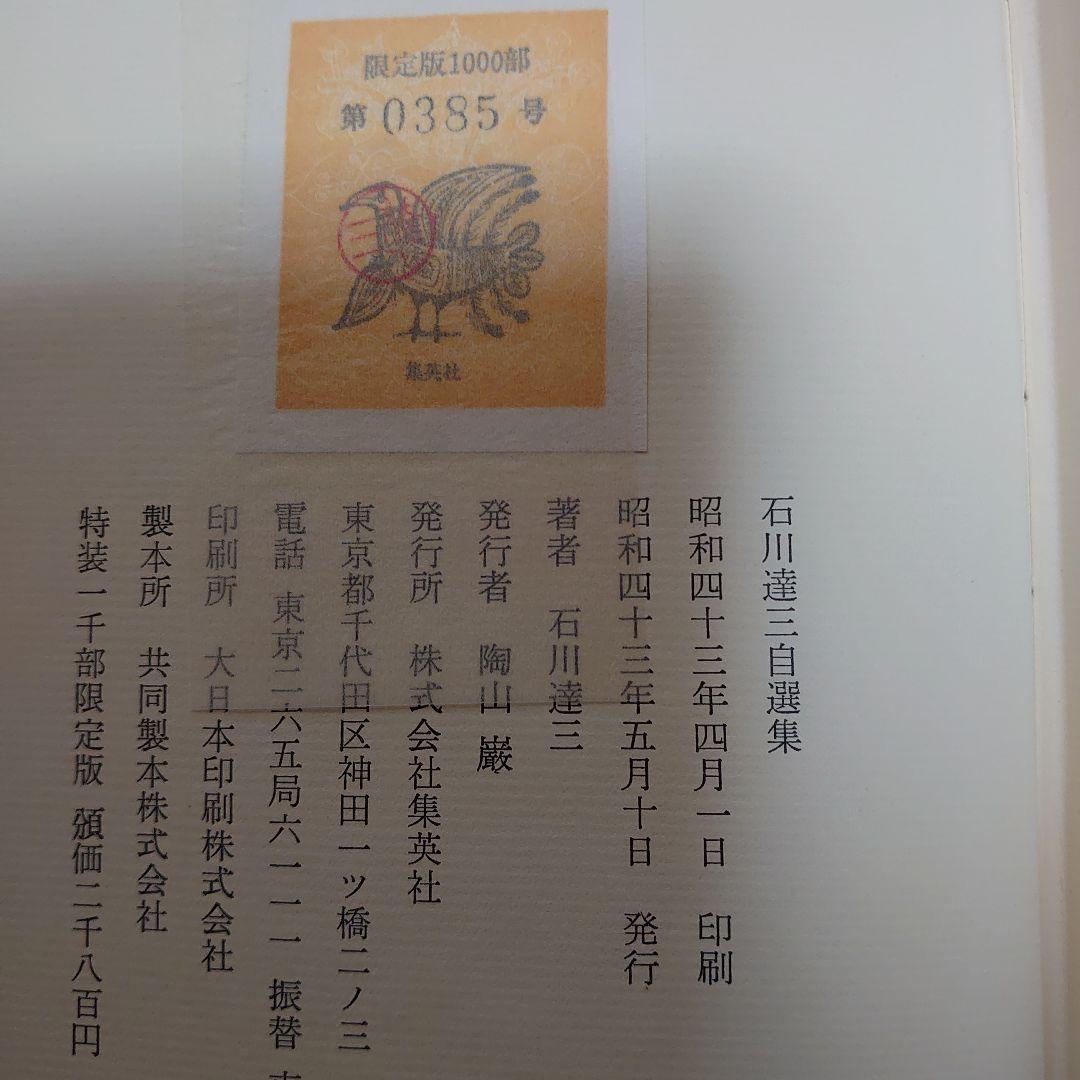 限定版1000部
第 0385 号
集英社
石川達三自選集
昭和四十三年四月一日 印刷
昭和四十三年五月十日 発行
著者 石川達三
発行者 陶山 巌
発行所 株式会社集英社
東京都千代田区神田一ツ橋二ノ三
電話 東京二六五局六一一一 振替
印刷所 大日本印刷株式会社
製本所 共同製本株式会社
特装一千部限定版 頒価二千八百円